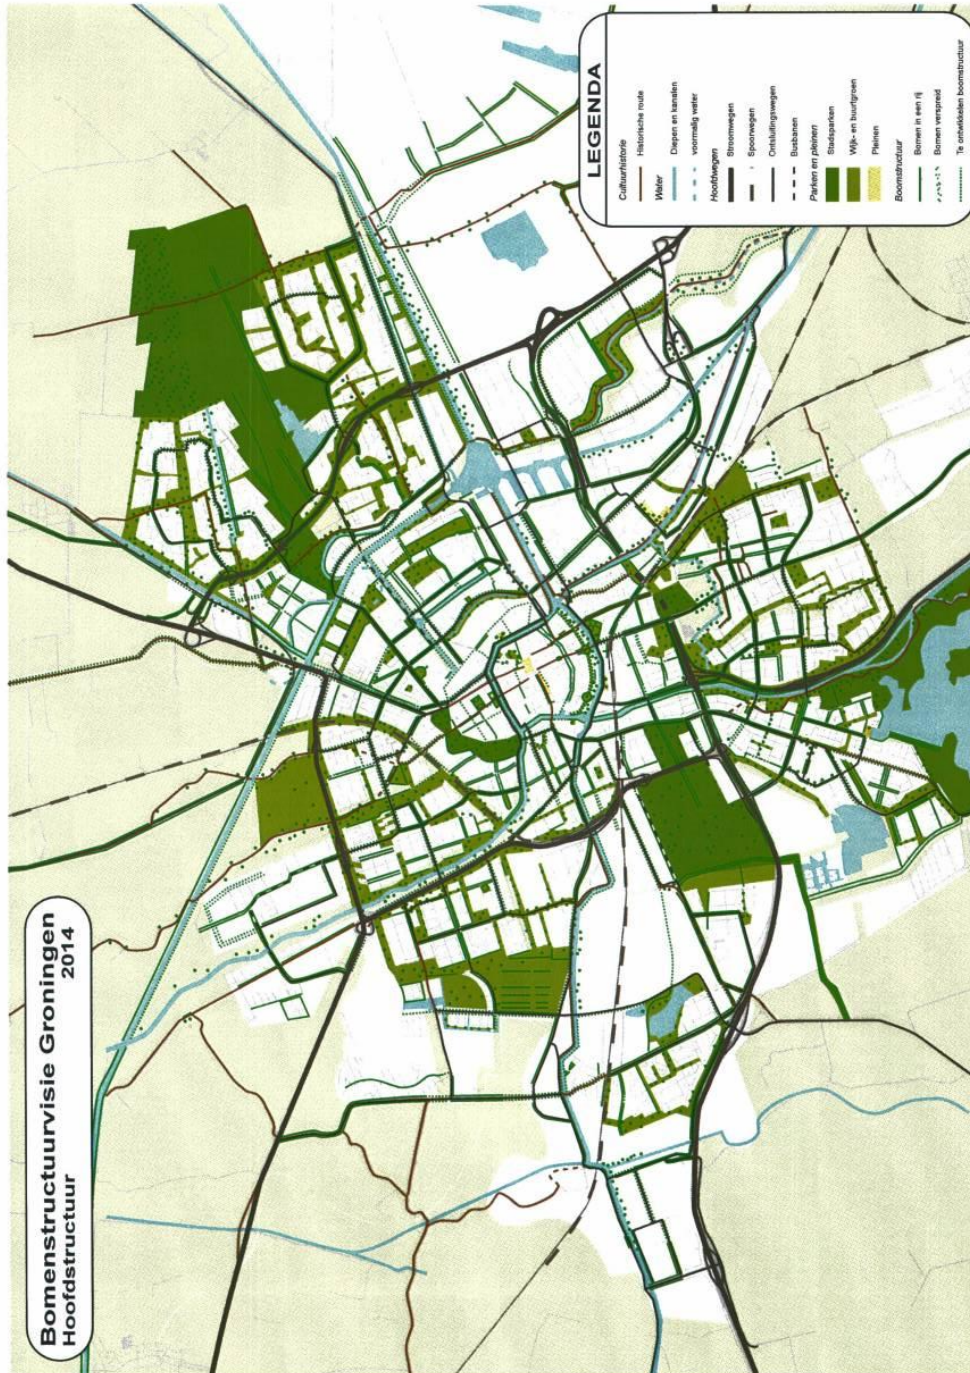 Bomenstructuurvisie Groningen
Hoofdstructuur 2014
LEGENDA
Cultuurhistorie
Historische route
Water
Diepen en kanalen
voormalig water
Hoofdwegen
Stroomwegen
Spoorwegen
Ontsluitingswegen
Busbanen
Parken en pleinen
Stadsparken
Wijk- en buurtgroen
Pleinen
Boomstructuur
Bomen in een rij
Bomen verspreid
Te ontwikkelen boomstructuur